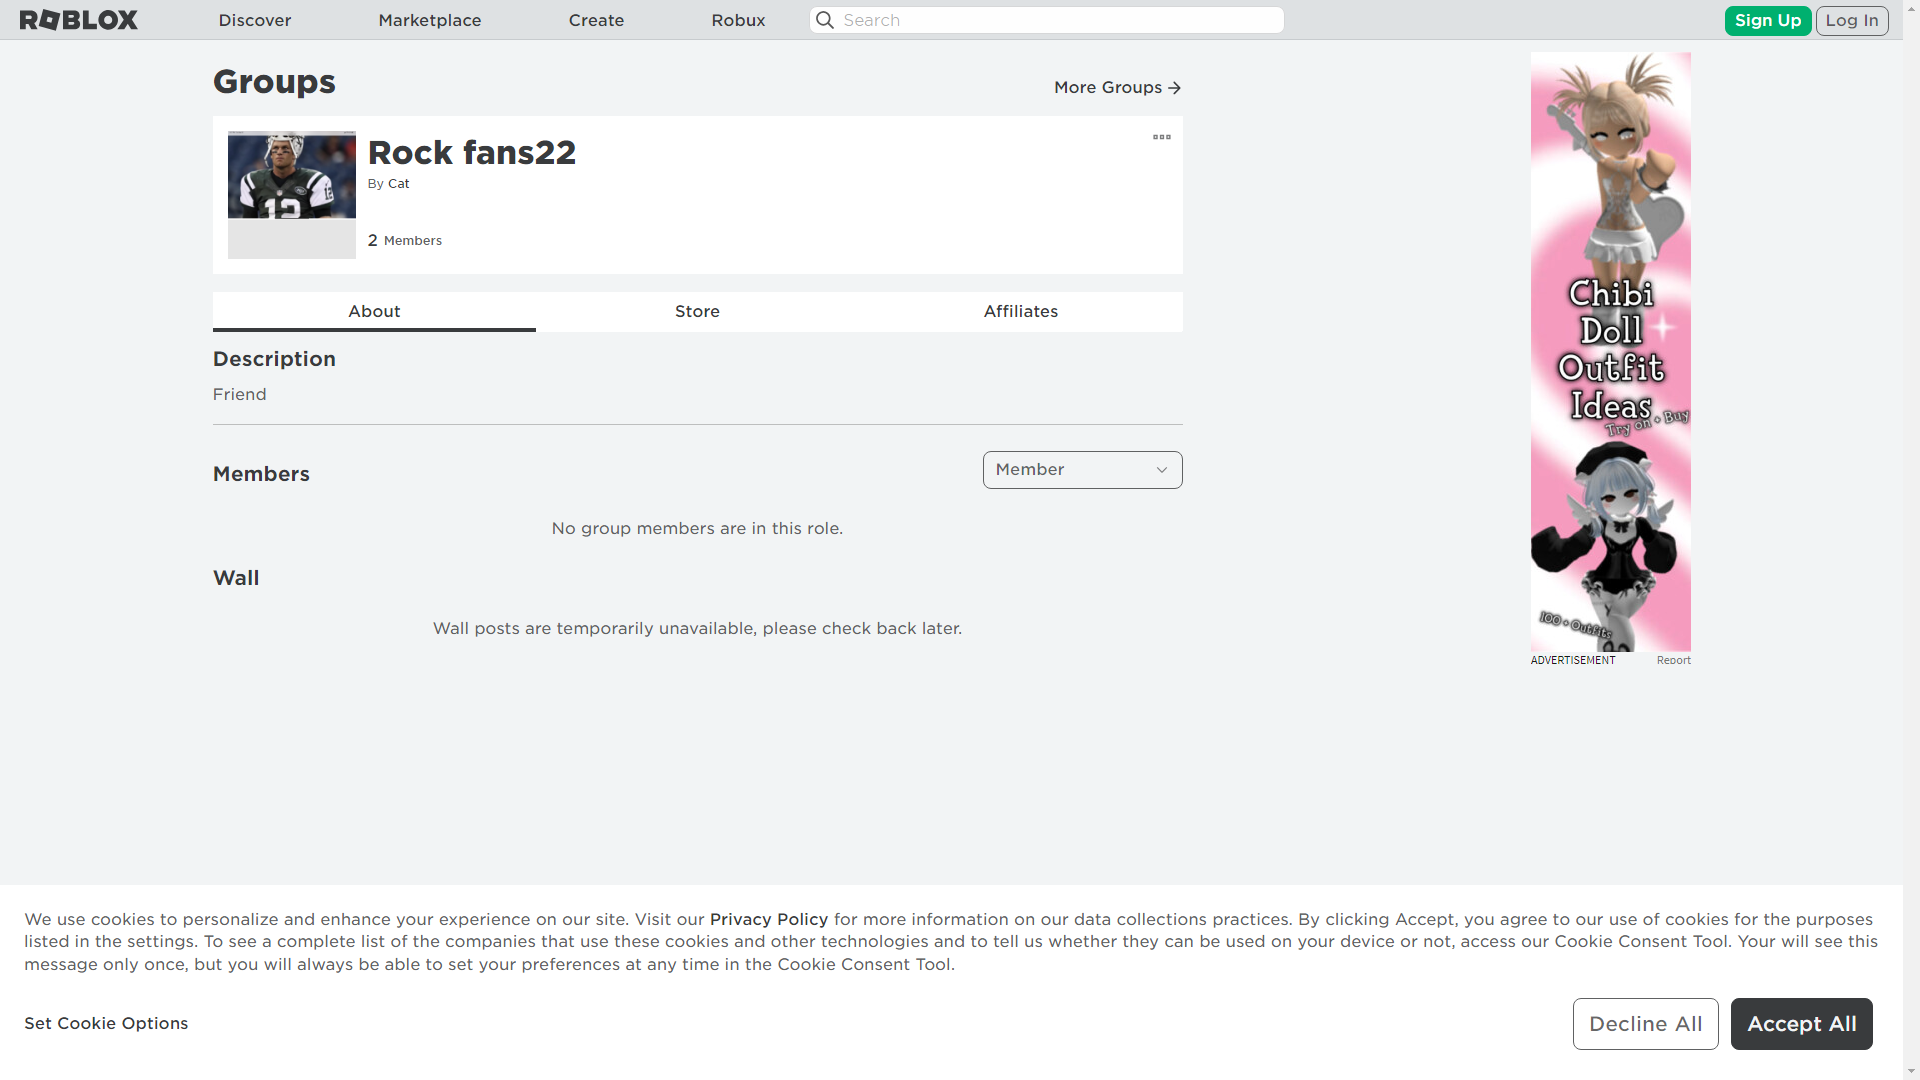 ROBLOX
Discover
Marketplace
Create
Robux
Search
Sign Up
Log In
Groups
More Groups
Rock fans22
By Cat
2 Members
12
About
Store
Affiliates
Description
Friend
Members
Member
No group members are in this role.
Wall
Wall posts are temporarily unavailable, please check back later.
Chibi
Doll
Outfit
Ideas
Try on + Buy
100 + Outfits
ADVERTISEMENT
Report
We use cookies to personalize and enhance your experience on our site. Visit our Privacy Policy for more information on our data collections practices. By clicking Accept, you agree to our use of cookies for the purposes
listed in the settings. To see a complete list of the companies that use these cookies and other technologies and to tell us whether they can be used on your device or not, access our Cookie Consent Tool. Your will see this
message only once, but you will always be able to set your preferences at any time in the Cookie Consent Tool.
Set Cookie Options
Decline All
Accept All